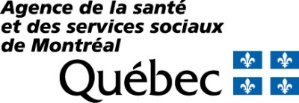 Agence de la santé
et des services sociaux
de Montréal
Québec